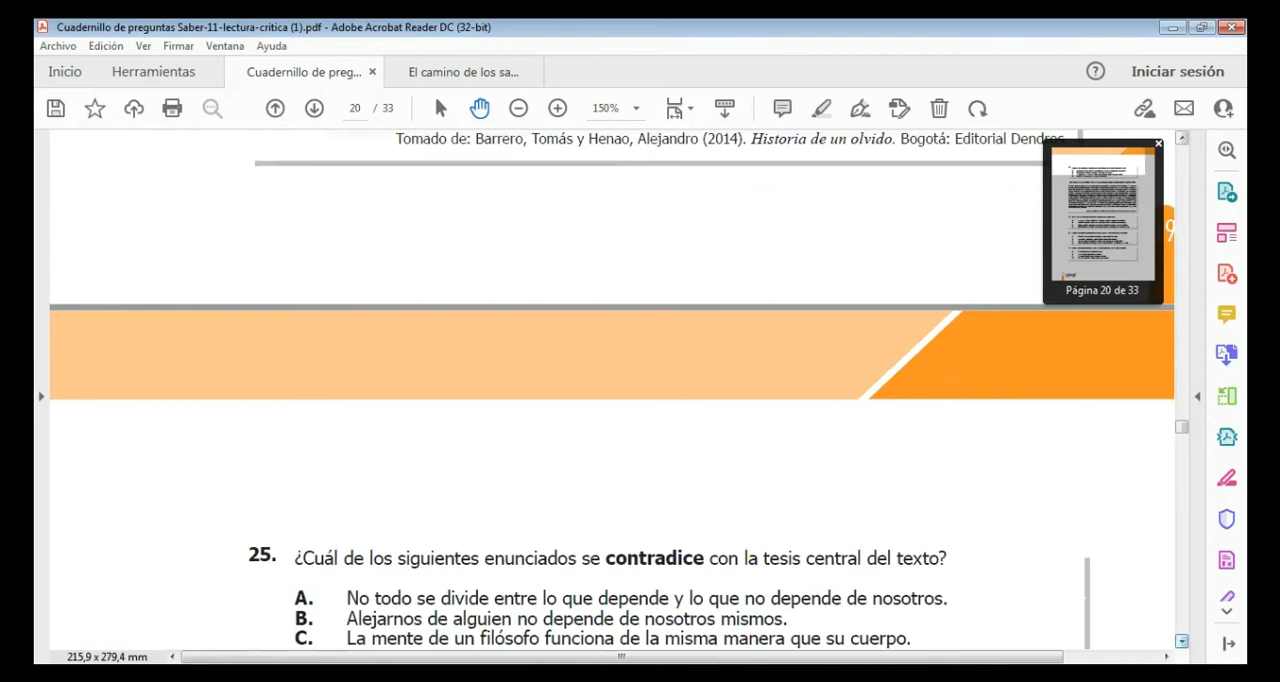 Cuadernillo de preguntas Saber-11-lectura-critica (1).pdf - Adobe Acrobat Reader DC (32-bit)
Archivo Edición Ver Firmar Ventana Ayuda
Inicio Herramientas Cuadernillo de preg... × El camino de los sa... Iniciar sesión
20 / 33 150%
Tomado de: Barrero, Tomás y Henao, Alejandro (2014). Historia de un olvido. Bogotá: Editorial Dendros.
Página 20 de 33
25. ¿Cuál de los siguientes enunciados se contradice con la tesis central del texto?
A. No todo se divide entre lo que depende y lo que no depende de nosotros.
B. Alejarnos de alguien no depende de nosotros mismos.
C. La mente de un filósofo funciona de la misma manera que su cuerpo.
215,9 x 279,4 mm